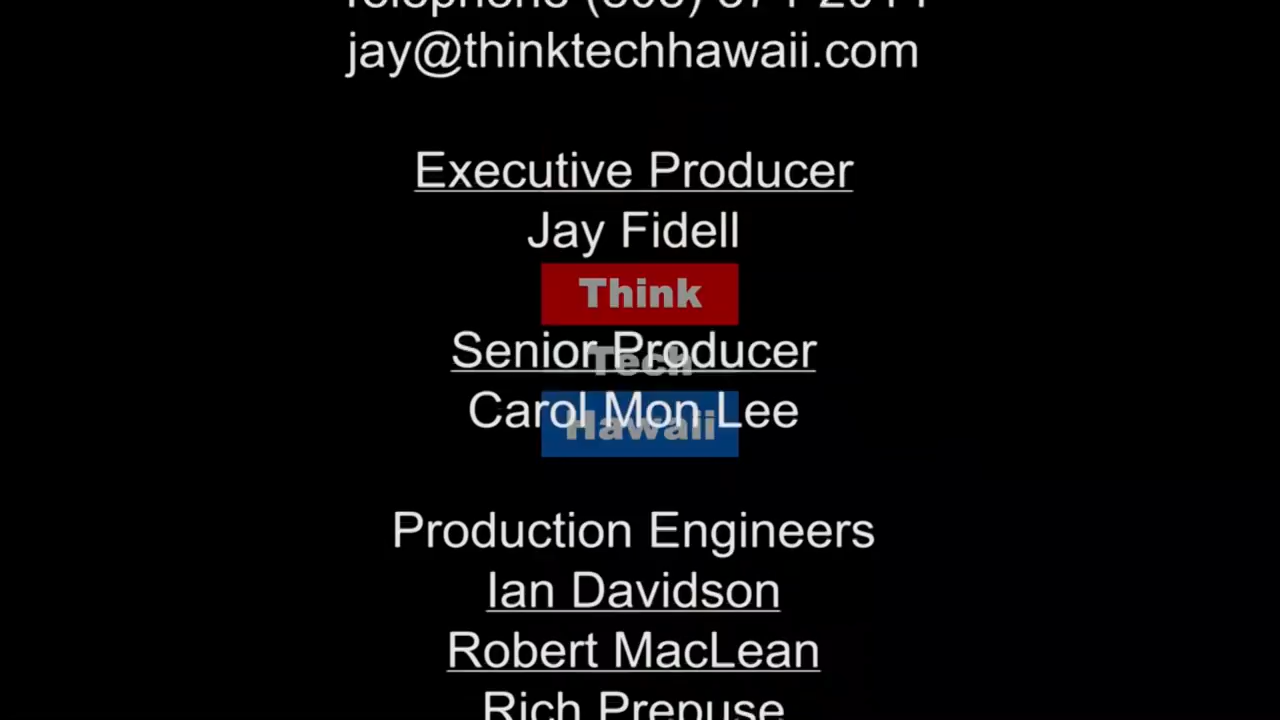 jay@thinktechhawaii.com
Executive Producer
Jay Fidell
Think
Senior Producer
Tech
Carol Mon Lee
Hawaii
Production Engineers
Ian Davidson
Robert MacLean
Rich Prepuse